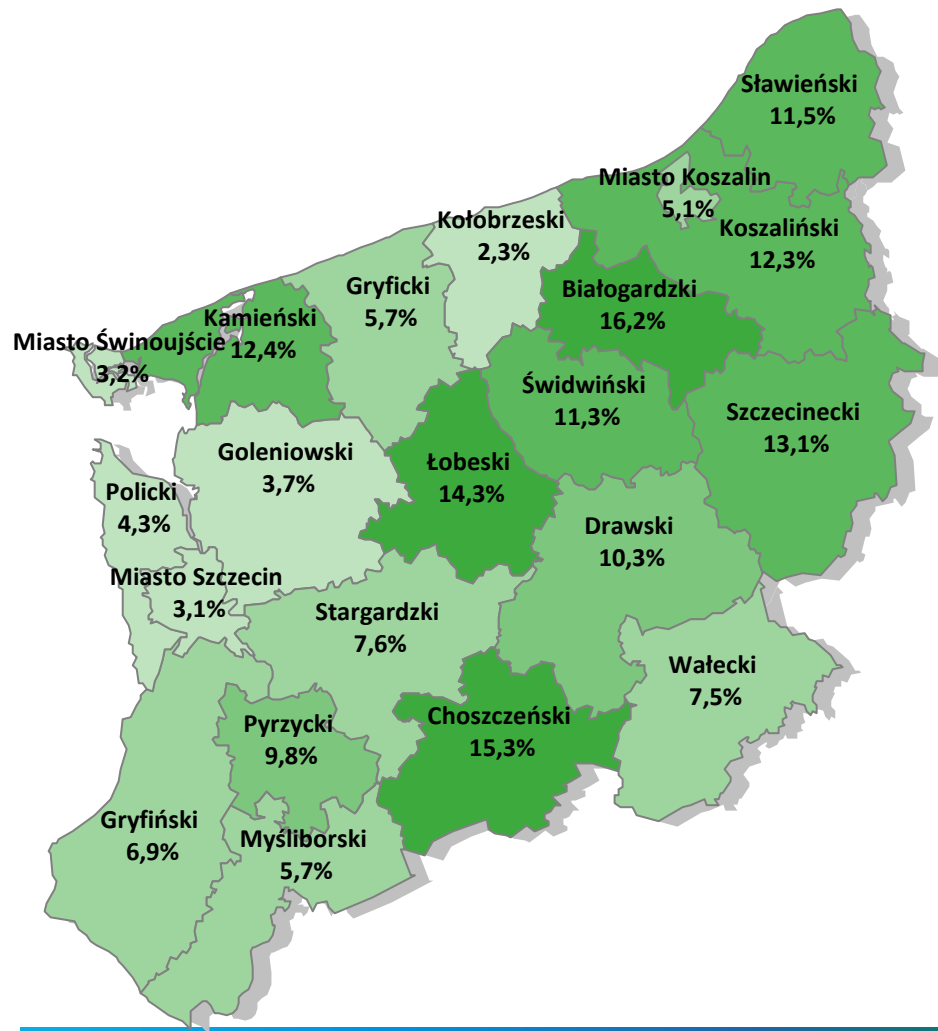 Sławieński
11,5%
Miasto Koszalin
5,1%
Koszaliński
12,3%
Kołobrzeski
2,3%
Białogardzki
16,2%
Gryficki
5,7%
Kamieński
12,4%
Miasto Świnoujście
3,2%
Świdwiński
11,3%
Szczecinecki
13,1%
Goleniowski
3,7%
Łobeski
14,3%
Policki
4,3%
Drawski
10,3%
Miasto Szczecin
3,1%
Stargardzki
7,6%
Wałecki
7,5%
Choszczeński
15,3%
Pyrzycki
9,8%
Gryfiński
6,9%
Myśliborski
5,7%